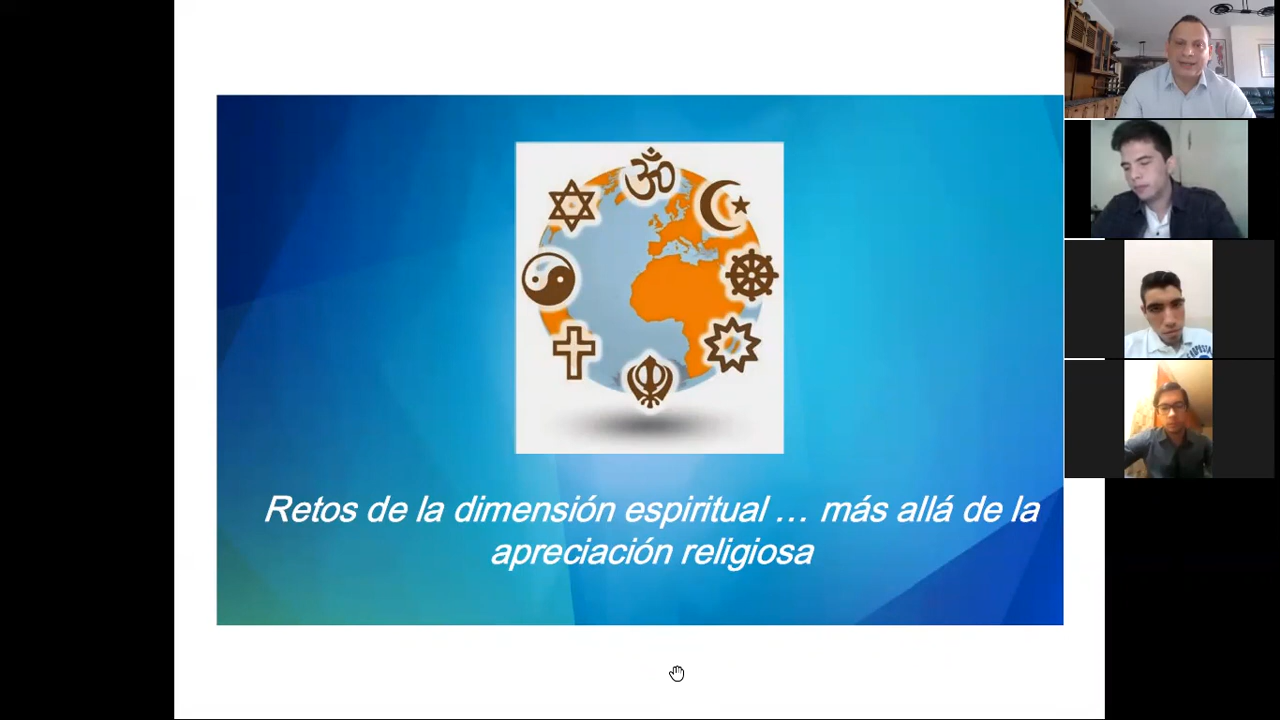 Retos de la dimensión espiritual ... más allá de la
apreciación religiosa